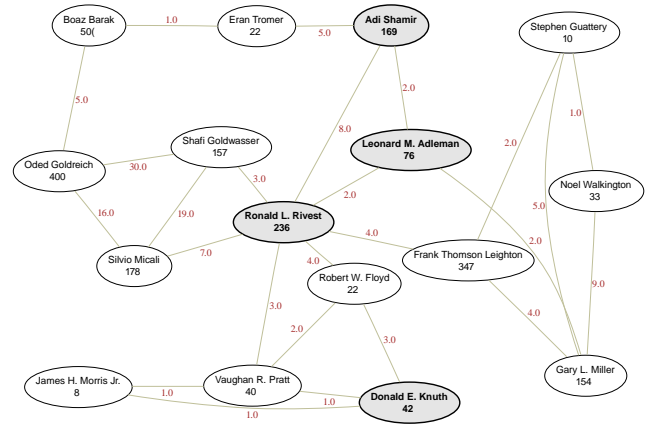 Boaz Barak
50(
1.0
Eran Tromer
22
5.0
Adi Shamir
169
Stephen Guattery
10
5.0
8.0
2.0
2.0
1.0
Shafi Goldwasser
157
Leonard M. Adleman
76
Oded Goldreich
400
30.0
3.0
2.0
Noel Walkington
33
16.0
19.0
Ronald L. Rivest
236
5.0
2.0
7.0
4.0
4.0
Silvio Micali
178
Frank Thomson Leighton
347
Robert W. Floyd
22
9.0
3.0
2.0
3.0
4.0
James H. Morris Jr.
8
1.0
Vaughan R. Pratt
40
1.0
1.0
Donald E. Knuth
42
Gary L. Miller
154